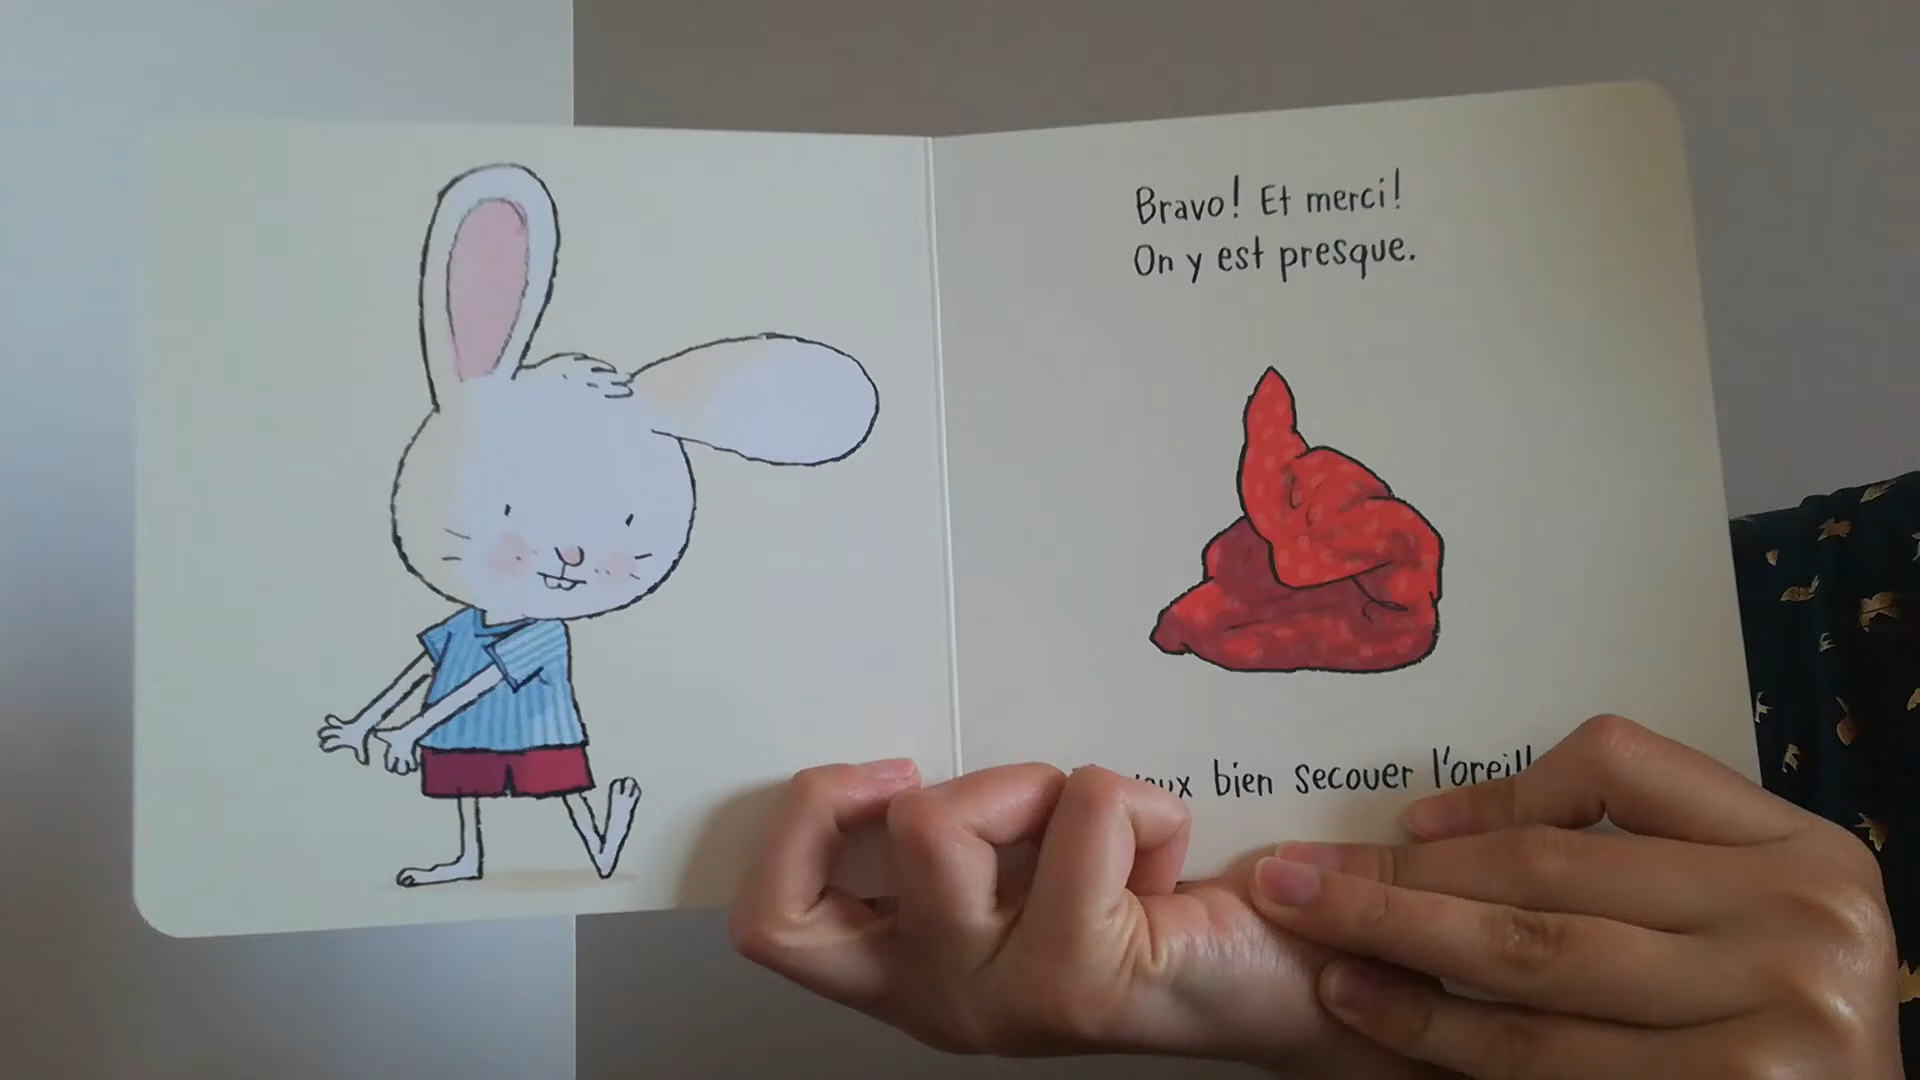 Bravo! Et merci!
On y est presque.
bien secouer